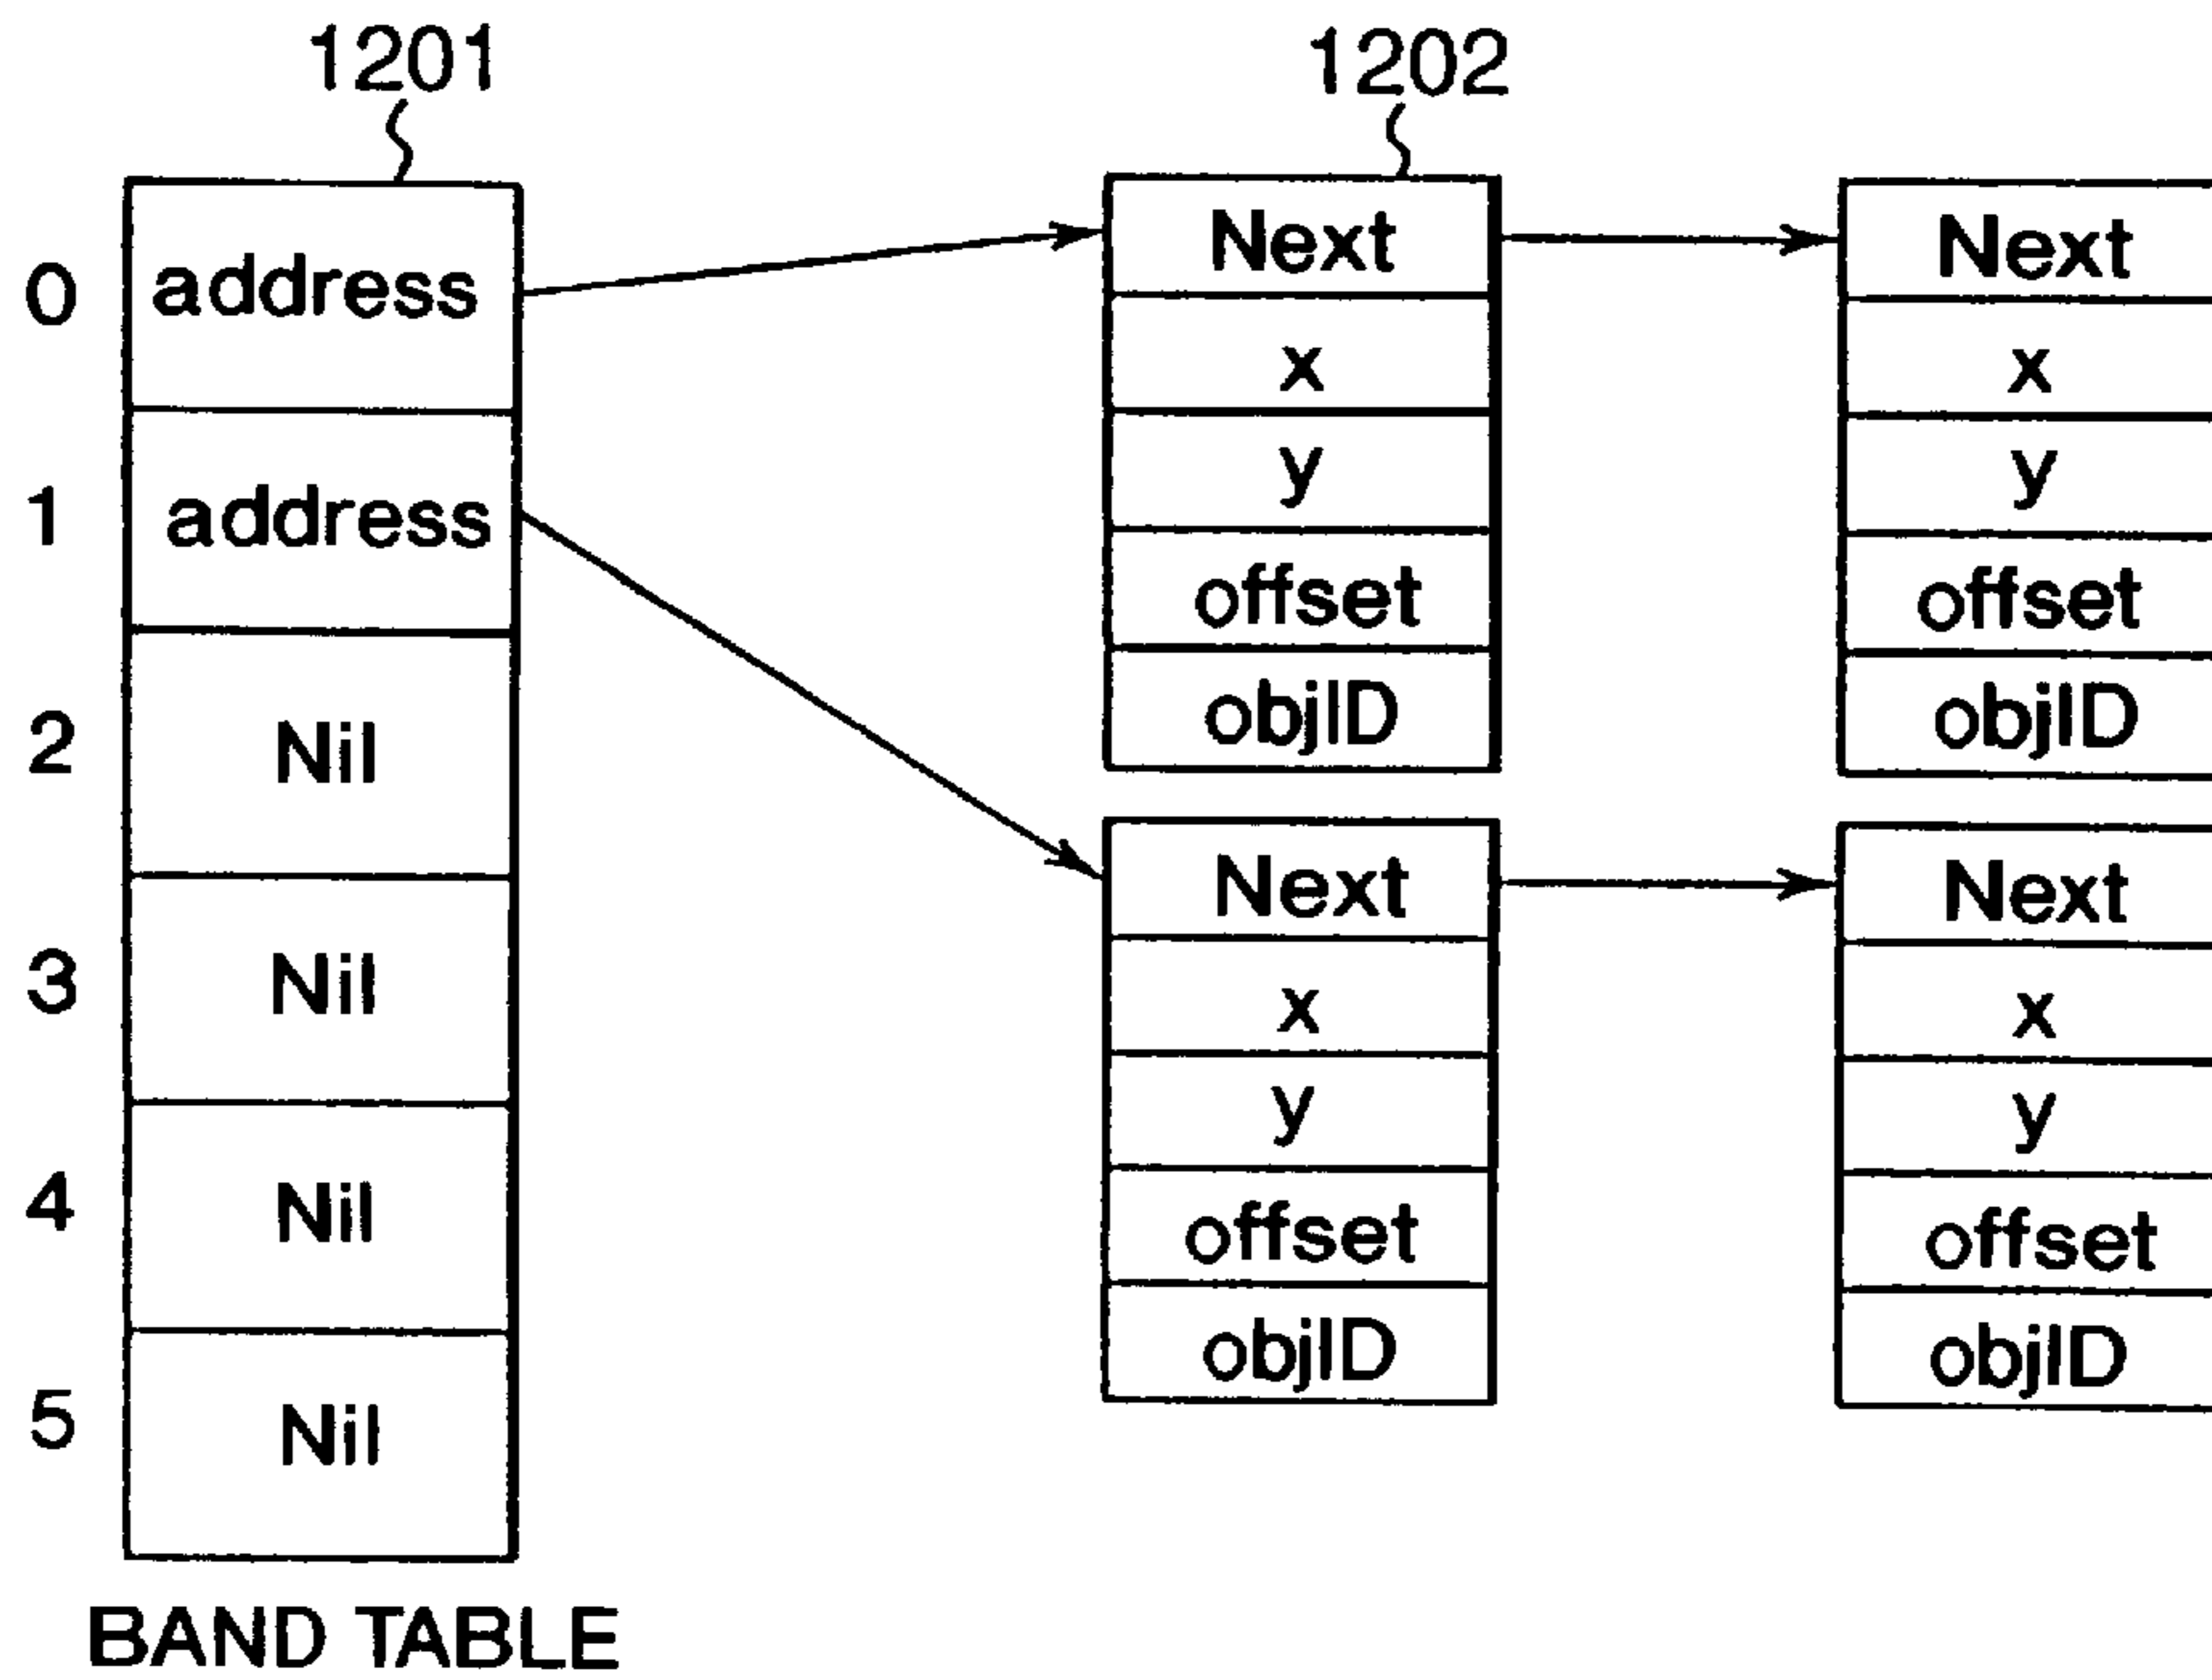 1201
1202
0
address
1
address
2
Nil
3
Nil
4
Nil
5
Nil
BAND TABLE
Next
x
y
offset
objID
Next
x
y
offset
objID
Next
x
y
offset
objID
Next
x
y
offset
objID